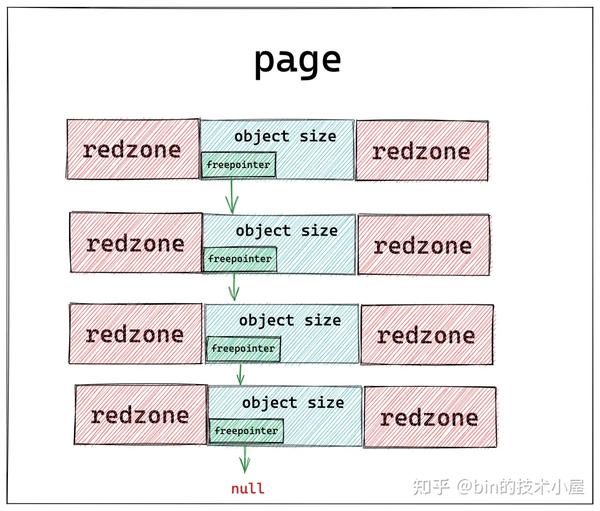 page
redzone object size redzone
freepointer
redzone object size redzone
freepointer
redzone object size redzone
freepointer
redzone object size redzone
freepointer
null
知乎 @bin的技术小屋